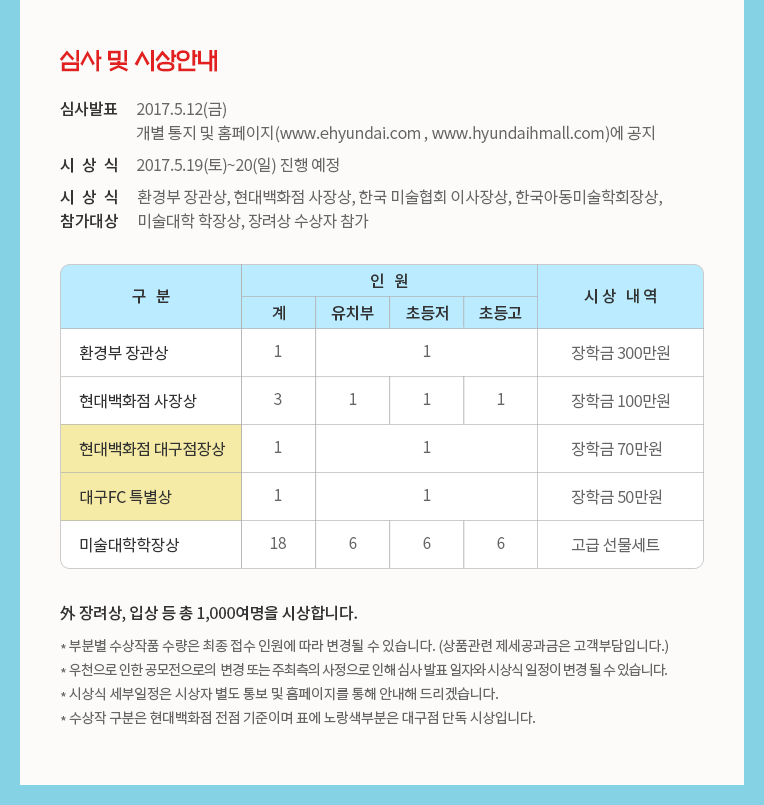 심사 및 시상안내
심사발표 2017.5.12(금)
개별 통지 및 홈페이지(www.ehyundai.com , www.hyundaihmall.com)에 공지
시 상 식 2017.5.19(토)~20(일) 진행 예정
시 상 식 환경부 장관상, 현대백화점 사장상, 한국 미술협회 이사장상, 한국아동미술학회장상,
참가대상 미술대학 학장상, 장려상 수상자 참가
구 분 인 원 시상 내역
계 유치부 초등저 초등고
환경부 장관상 1 1 장학금 300만원
현대백화점 사장상 3 1 1 1 장학금 100만원
현대백화점 대구점장상 1 1 장학금 70만원
대구FC 특별상 1 1 장학금 50만원
미술대학학장상 18 6 6 6 고급 선물세트
外 장려상, 입상 등 총 1,000여명을 시상합니다.
* 부분별 수상작품 수량은 최종 접수 인원에 따라 변경될 수 있습니다. (상품관련 제세공과금은 고객부담입니다.)
* 우천으로 인한 공모전으로의 변경 또는 주최측의 사정으로 인해 심사 발표 일자와 시상식 일정이 변경 될 수 있습니다.
* 시상식 세부일정은 시상자 별도 통보 및 홈페이지를 통해 안내해 드리겠습니다.
* 수상작 구분은 현대백화점 전점 기준이며 표에 노랑색부분은 대구점 단독 시상입니다.